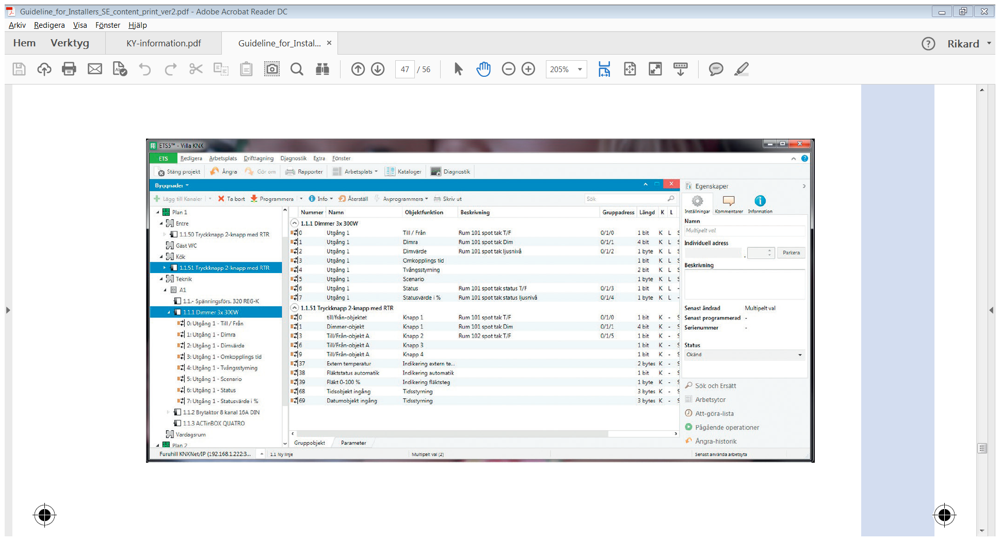 Guideline_for_Installers_SE_content_print_ver2.pdf - Adobe Acrobat Reader DC
Arkiv Redigera Visa Fönster Hjälp
Hem Verktyg KY-information.pdf Guideline_for_Instal... × ? Rikard
47 / 56 205%
ETS5™ - Villa KNX
ETS Redigera Arbetsplats Drifttagning Diagnostik Extra Fönster
Stäng projekt Ångra Gör om Rapporter Arbetsplats Kataloger Diagnostik
Byggnader
Lägg till Kanaler Ta bort Programmera Info Återställ Avprogrammera Skriv ut Sök
Plan 1
Entre
1.1.50 Tryckknapp 2-knapp med RTR
Gäst WC
Kök
1.1.51 Tryckknapp 2-knapp med RTR
Teknik
A1
1.1.- Spänningsförs. 320 REG-K
1.1.1 Dimmer 3x 300W
0: Utgång 1 - Till / Från
1: Utgång 1 - Dimra
2: Utgång 1 - Dimvärde
3: Utgång 1 - Omkopplings tid
4: Utgång 1 - Tvångsstyrning
5: Utgång 1 - Scenario
6: Utgång 1 - Status
7: Utgång 1 - Statusvärde i %
1.1.2 Brytaktor 8 kanal 16A DIN
1.1.3 ACTinBOX QUATRO
Vardagsrum
Plan 2
Nummer Namn Objektfunktion Beskrivning Gruppadress Längd K L
1.1.1 Dimmer 3x 300W
0 Utgång 1 Till / Från Rum 101 spot tak T/F 0/1/0 1 bit K L S
1 Utgång 1 Dimra Rum 101 spot tak Dim 0/1/1 4 bit K L S
2 Utgång 1 Dimvärde Rum 101 spot tak ljusnivå 0/1/2 1 byte K L S
3 Utgång 1 Omkopplings tid 1 bit K L S
4 Utgång 1 Tvångsstyrning 2 bit K L S
5 Utgång 1 Scenario 1 byte K L S
6 Utgång 1 Status Rum 101 spot tak status T/F 0/1/3 1 bit K L -
7 Utgång 1 Statusvärde i % Rum 101 spot tak status ljusnivå 0/1/4 1 byte K L -
1.1.51 Tryckknapp 2-knapp med RTR
0 till/från-objektet Knapp 1 Rum 101 spot tak T/F 0/1/0 1 bit K - S
1 Dimmer-objekt Knapp 1 Rum 101 spot tak Dim 0/1/1 4 bit K - S
3 Till/Från-objekt A Knapp 2 Rum 102 spot tak T/F 0/1/5 1 bit K - S
6 Till/Från-objekt A Knapp 3 1 bit K - S
9 Till/Från-objekt A Knapp 4 1 bit K - S
37 Extern temperatur Indikering extern te... 2 bytes K - S
38 Fläktstatus automatik Indikering automatik 1 bit K - S
39 Fläkt 0-100 % Indikering fläktsteg 1 byte K - S
68 Tidsobjekt ingång Tidsstyrning 3 bytes K - S
69 Datumobjekt ingång Tidsstyrning 3 bytes K - S
Gruppobjekt Parameter
Egenskaper
Inställningar Kommentarer Information
Namn
Multipelt val
Individuell adress
. Parkera
Beskrivning
Senast ändrad Multipelt val
Senast programmerad -
Serienummer -
Status
Okänd
Sök och Ersätt
Arbetsytor
Att-göra-lista
Pågående operationer
Ångra-historik
Furuhill KNXNet/IP (192.168.1.222:3... 1.1 Ny linje Multipelt val (2) Senast använda arbetsyta